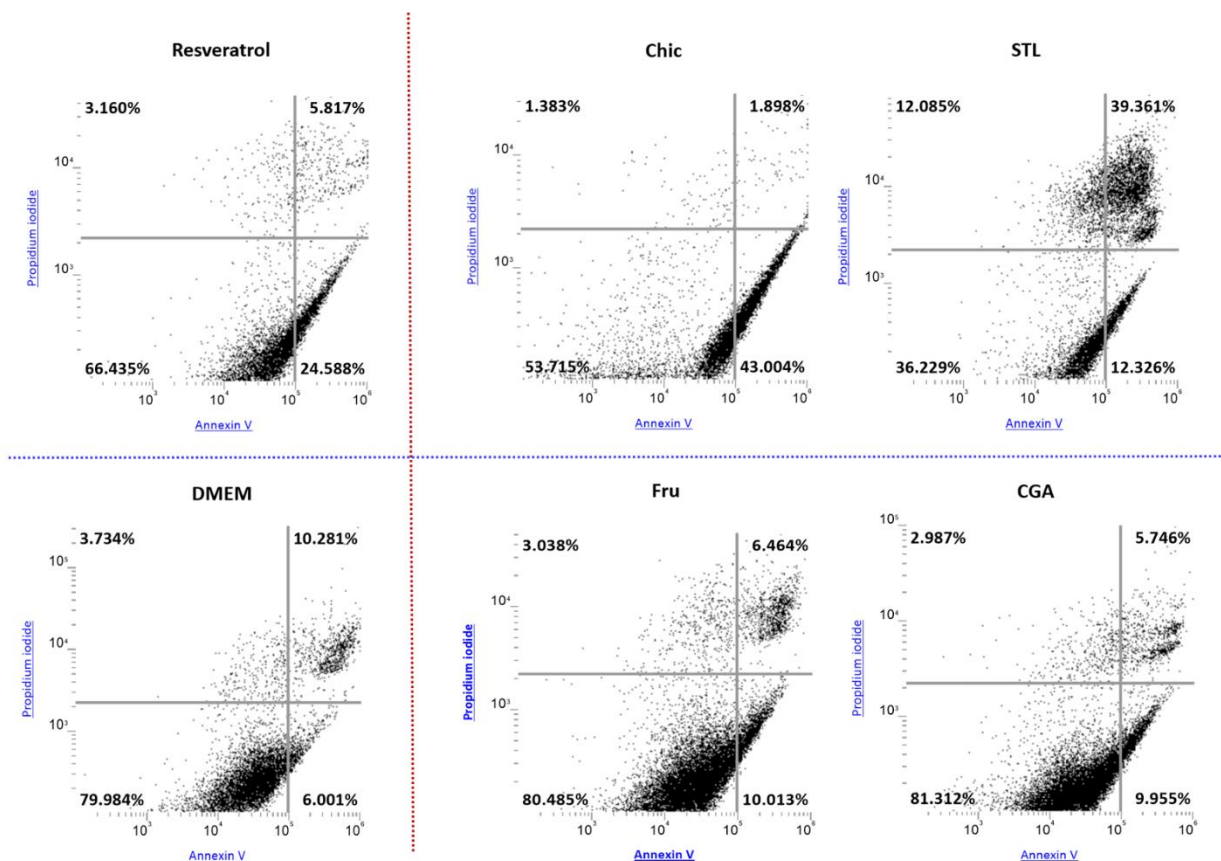 Resveratrol
3.160%
5.817%
10⁴
10³
Propidium iodide
66.435%
24.588%
10³ 10⁴ 10⁵ 10⁶
Annexin V
Chic
1.383%
1.898%
10⁴
10³
Propidium iodide
53.715%
43.004%
10³ 10⁴ 10⁵ 10⁶
Annexin V
STL
12.085%
39.361%
10⁴
10³
Propidium iodide
36.229%
12.326%
10³ 10⁴ 10⁵ 10⁶
Annexin V
DMEM
3.734%
10.281%
10⁵
10⁴
10³
Propidium iodide
79.984%
6.001%
10³ 10⁴ 10⁵ 10⁶
Annexin V
Fru
3.038%
6.464%
10⁴
10³
Propidium iodide
80.485%
10.013%
10³ 10⁴ 10⁵ 10⁶
Annexin V
CGA
2.987%
5.746%
10⁵
10⁴
10³
Propidium iodide
81.312%
9.955%
10³ 10⁴ 10⁵ 10⁶
Annexin V